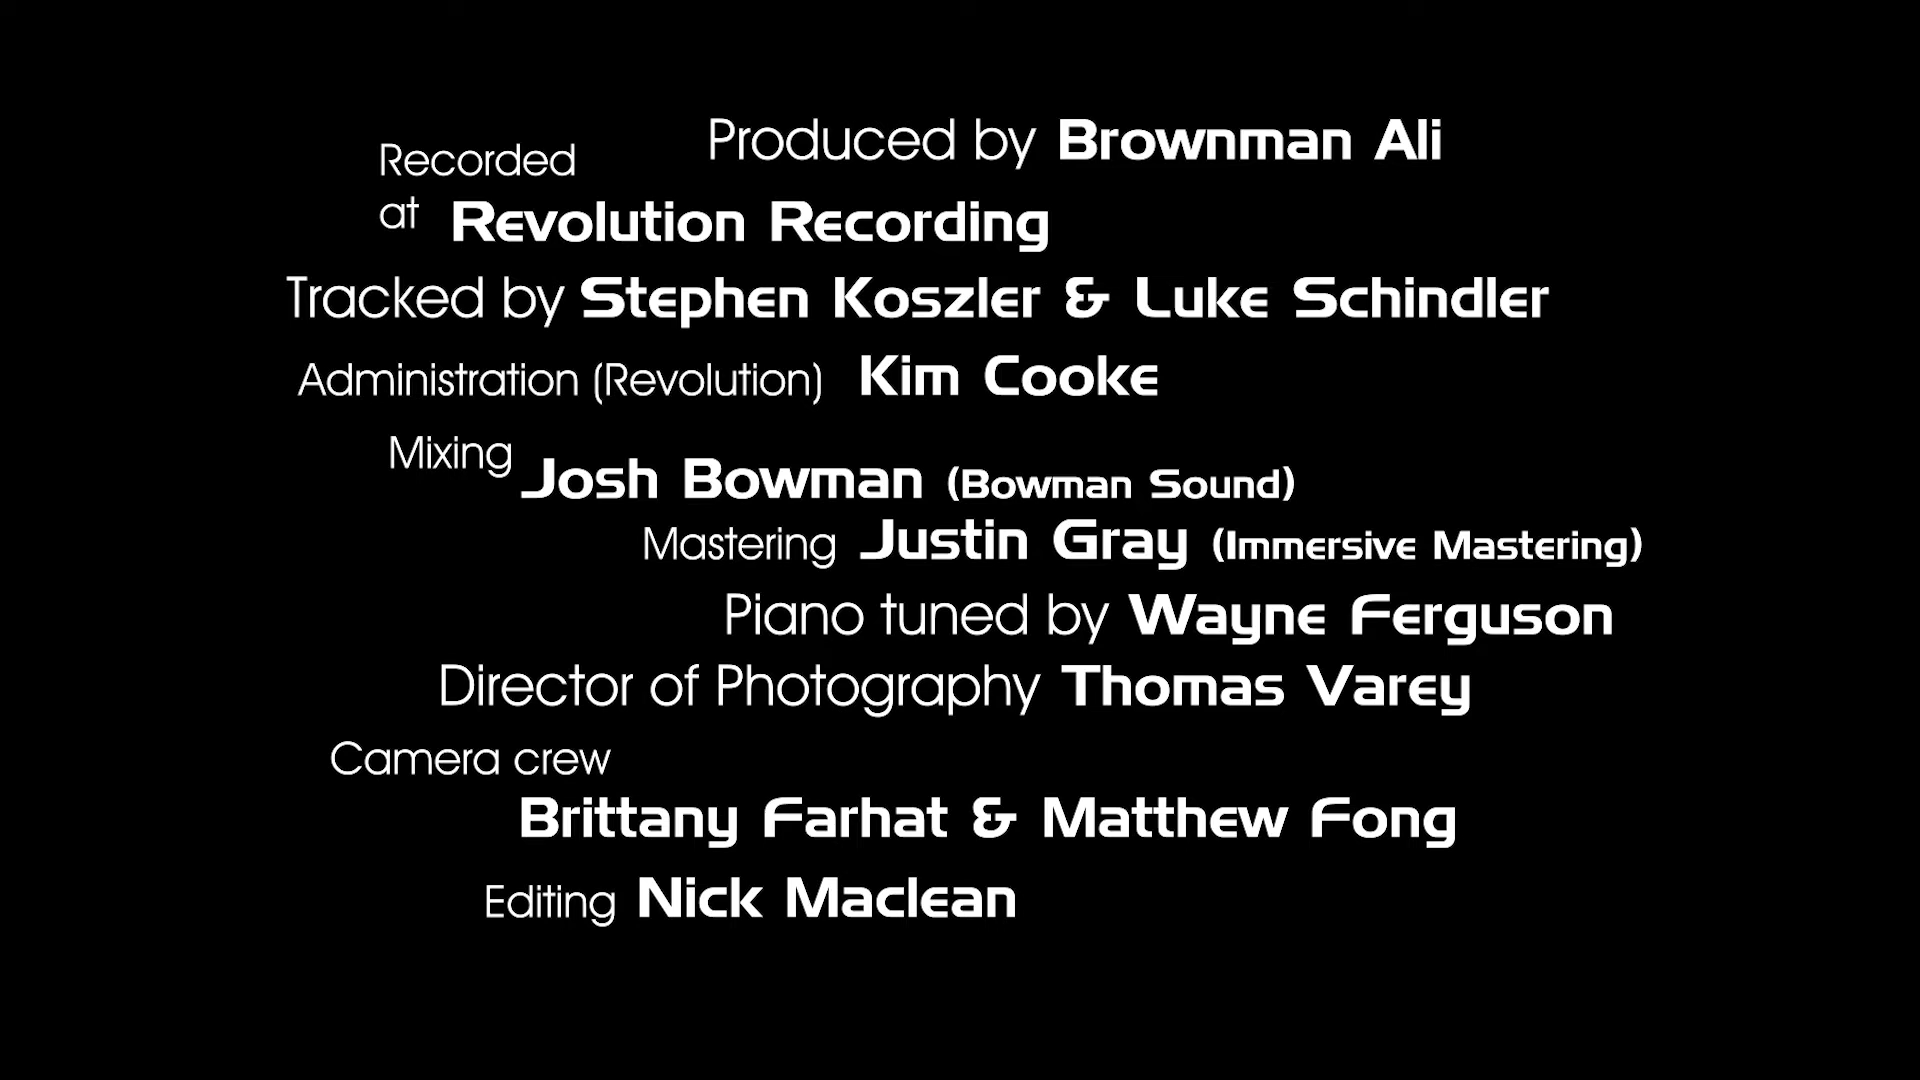 Produced by Brownman Ali
Recorded
at Revolution Recording
Tracked by Stephen Koszler & Luke Schindler
Administration (Revolution) Kim Cooke
Mixing Josh Bowman (Bowman Sound)
Mastering Justin Gray (Immersive Mastering)
Piano tuned by Wayne Ferguson
Director of Photography Thomas Varey
Camera crew
Brittany Farhat & Matthew Fong
Editing Nick Maclean